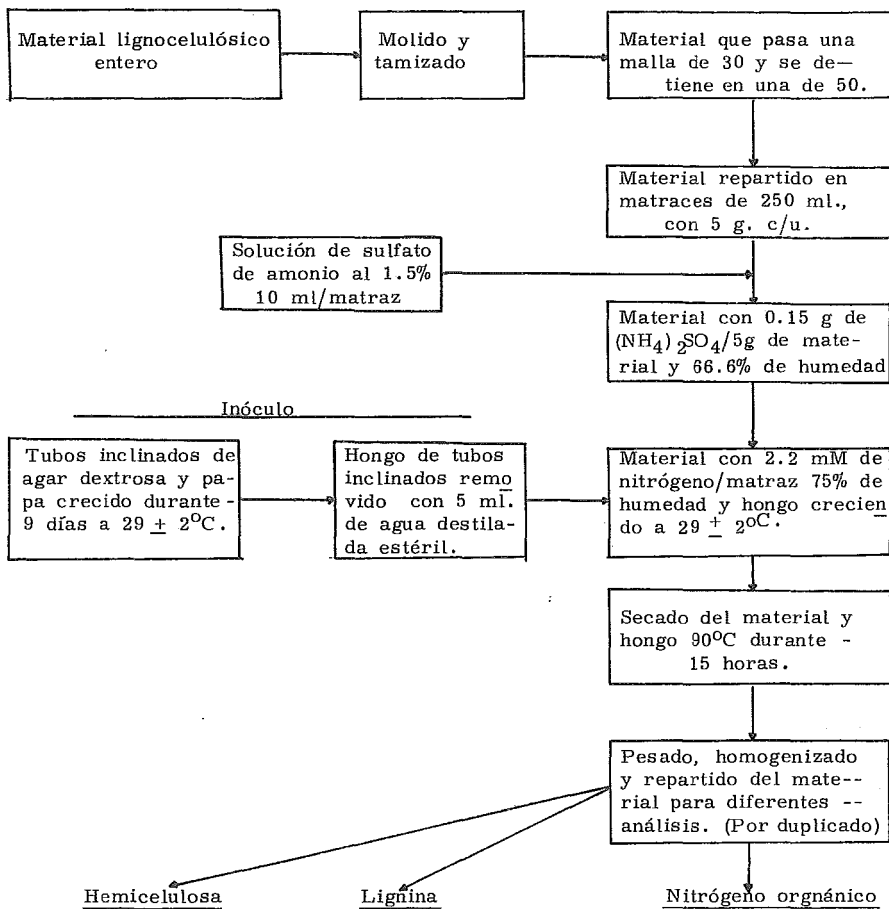 Material lignocelulósico
entero
Molido y
tamizado
Material que pasa una
malla de 30 y se de—
tiene en una de 50.
Material repartido en
matraces de 250 ml.,
con 5 g. c/u.
Solución de sulfato
de amonio al 1.5%
10 ml/matraz
Material con 0.15 g de
(NH4)2SO4/5g de mate-
rial y 66.6% de humedad
Inóculo
Tubos inclinados de
agar dextrosa y pa-
pa crecido durante -
9 días a 29 ± 2ºC.
Hongo de tubos
inclinados remo
vido con 5 ml.
de agua destila-
da estéril.
Material con 2.2 mM de
nitrógeno/matraz 75% de
humedad y hongo crecien
do a 29 ± 2ºC.
Secado del material y
hongo 90ºC durante -
15 horas.
Pesado, homogenizado
y repartido del mate--
rial para diferentes --
análisis. (Por duplicado)
Hemicelulosa
Lignina
Nitrógeno orgnánico